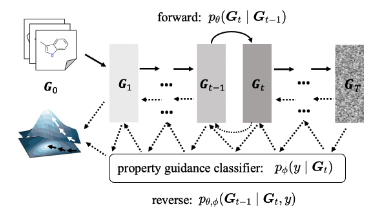 forward: pθ(Gt | Gt−1)
G0
G1
...
Gt−1
Gt
...
GT
...
...
property guidance classifier: pϕ(y | Gt)
reverse: pθ,ϕ(Gt−1 | Gt, y)